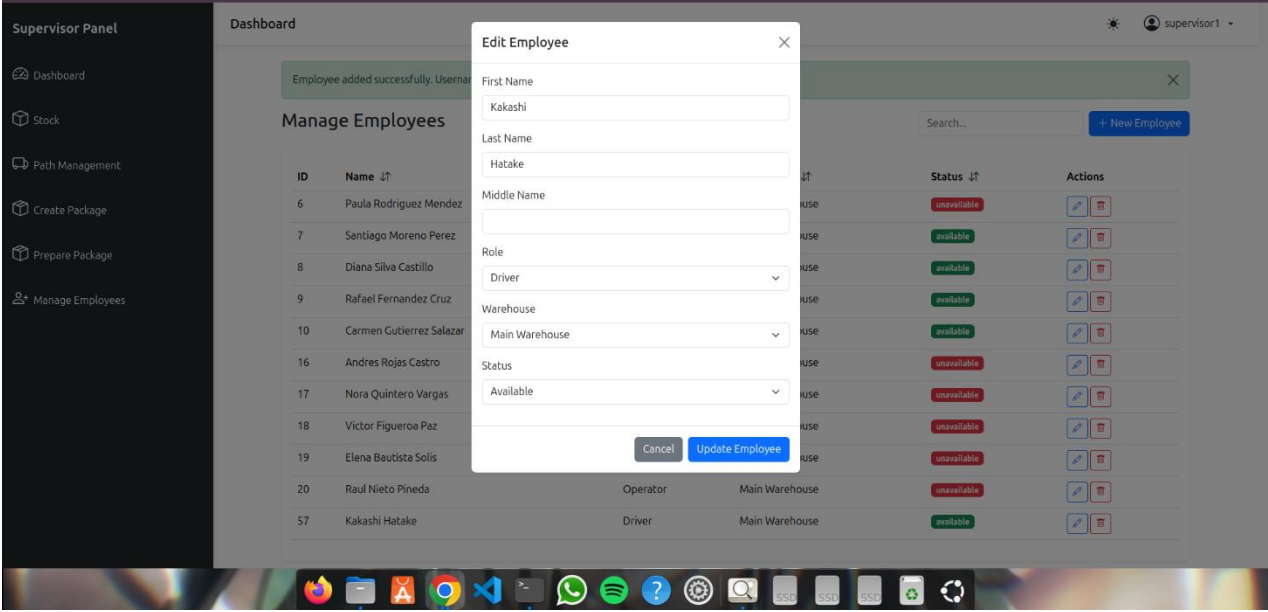 Supervisor Panel
Dashboard
Stock
Path Management
Create Package
Prepare Package
Manage Employees
Dashboard
supervisor1
Employee added successfully.
Manage Employees
Search...
+ New Employee
ID Name Status Actions
6 Paula Rodriguez Mendez unavailable
7 Santiago Moreno Perez available
8 Diana Silva Castillo available
9 Rafael Fernandez Cruz available
10 Carmen Gutierrez Salazar available
16 Andres Rojas Castro unavailable
17 Nora Quintero Vargas unavailable
18 Victor Figueroa Paz unavailable
19 Elena Bautista Solis unavailable
20 Raul Nieto Pineda Operator Main Warehouse unavailable
57 Kakashi Hatake Driver Main Warehouse available
Edit Employee
First Name
Kakashi
Last Name
Hatake
Middle Name
Role
Driver
Warehouse
Main Warehouse
Status
Available
Cancel Update Employee
SSD SSD SSD